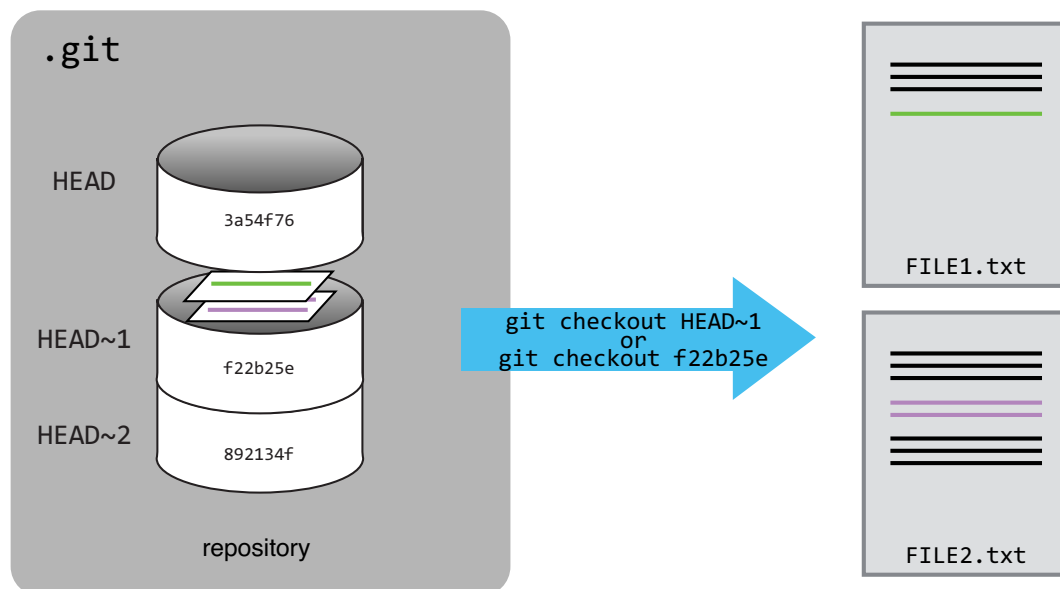 .git
HEAD
3a54f76
HEAD~1
f22b25e
HEAD~2
892134f
repository
git checkout HEAD~1
or
git checkout f22b25e
FILE1.txt
FILE2.txt